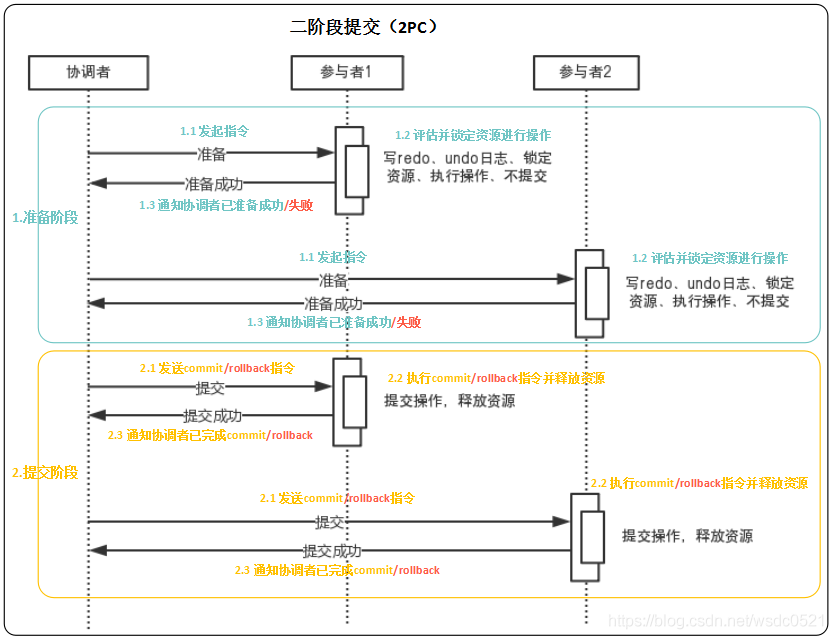 二阶段提交（2PC）
协调者
参与者1
参与者2
1.准备阶段
1.1 发起指令
准备
1.2 评估并锁定资源进行操作
写redo、undo日志、锁定
资源、执行操作、不提交
准备成功
1.3 通知协调者已准备成功/失败
1.1 发起指令
准备
1.2 评估并锁定资源进行操作
写redo、undo日志、锁定
资源、执行操作、不提交
准备成功
1.3 通知协调者已准备成功/失败
2.提交阶段
2.1 发送commit/rollback指令
提交
2.2 执行commit/rollback指令并释放资源
提交操作，释放资源
提交成功
2.3 通知协调者已完成commit/rollback
2.1 发送commit/rollback指令
提交
2.2 执行commit/rollback指令并释放资源
提交操作，释放资源
提交成功
2.3 通知协调者已完成commit/rollback
https://blog.csdn.net/wsdc0521